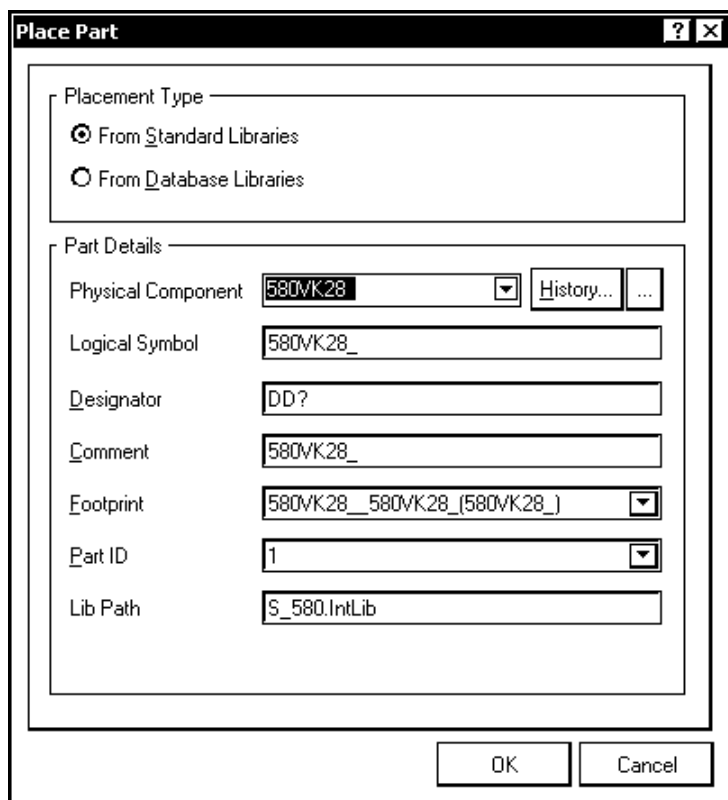 Place Part
Placement Type
From Standard Libraries
From Database Libraries
Part Details
Physical Component 580VK28 History... ...
Logical Symbol 580VK28_
Designator DD?
Comment 580VK28_
Footprint 580VK28__580VK28_(580VK28_)
Part ID 1
Lib Path S_580.IntLib
OK Cancel